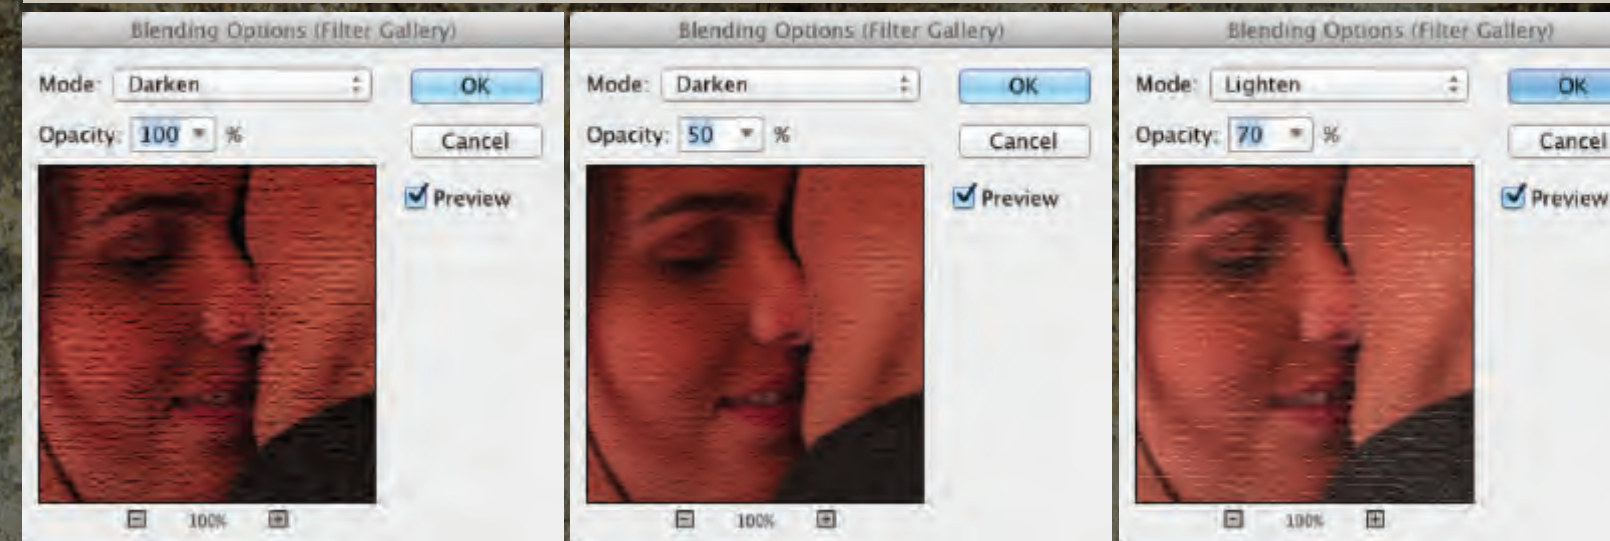 Blending Options (Filter Gallery)
Mode: Darken
OK
Opacity: 100 %
Cancel
Preview
100%
Blending Options (Filter Gallery)
Mode: Darken
OK
Opacity: 50 %
Cancel
Preview
100%
Blending Options (Filter Gallery)
Mode: Lighten
OK
Opacity: 70 %
Cancel
Preview
100%